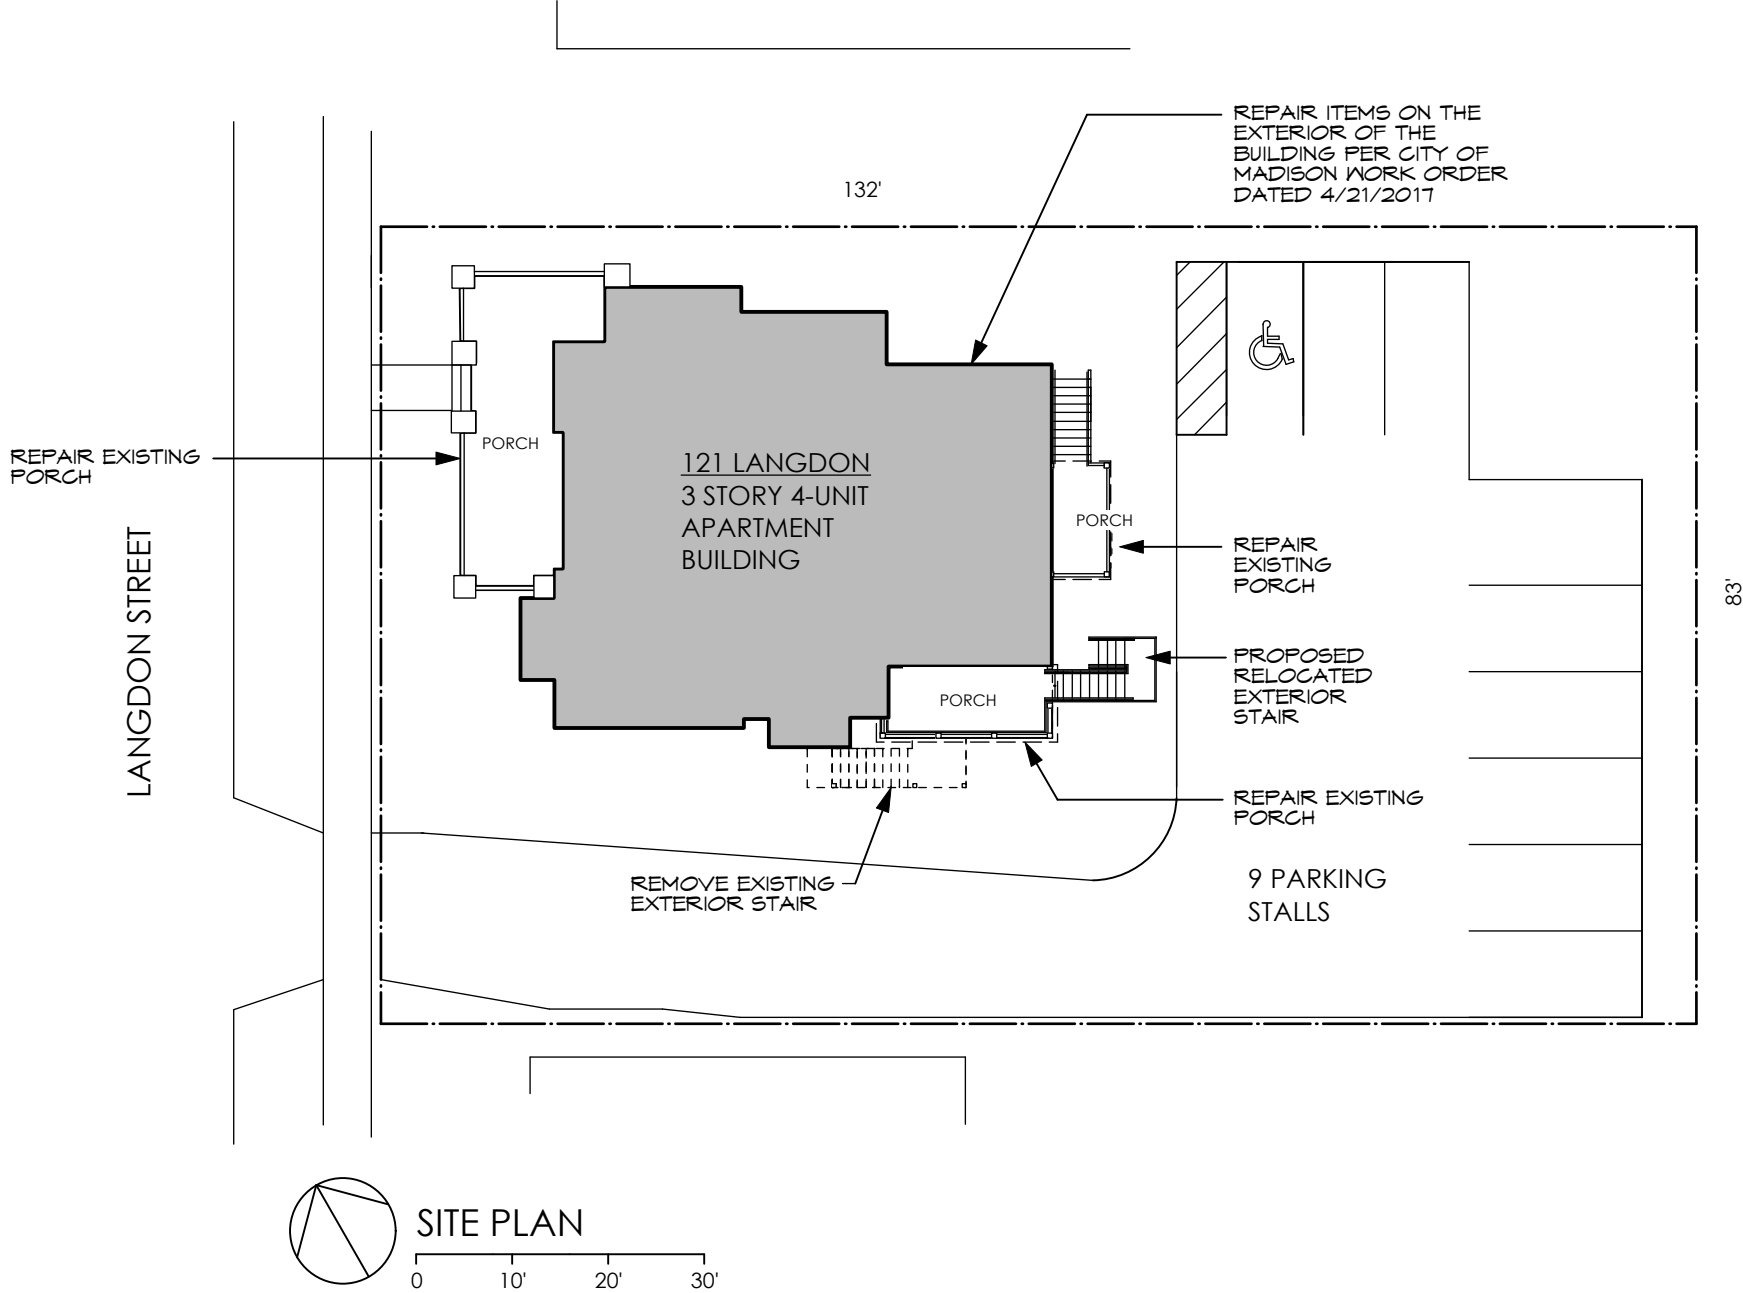 REPAIR ITEMS ON THE
EXTERIOR OF THE
BUILDING PER CITY OF
MADISON WORK ORDER
DATED 4/21/2017
132'
PORCH
REPAIR EXISTING
PORCH
121 LANGDON
3 STORY 4-UNIT
APARTMENT
BUILDING
PORCH
REPAIR
EXISTING
PORCH
83'
LANGDON STREET
PROPOSED
RELOCATED
EXTERIOR
STAIR
PORCH
REPAIR EXISTING
PORCH
REMOVE EXISTING
EXTERIOR STAIR
9 PARKING
STALLS
SITE PLAN
0 10' 20' 30'